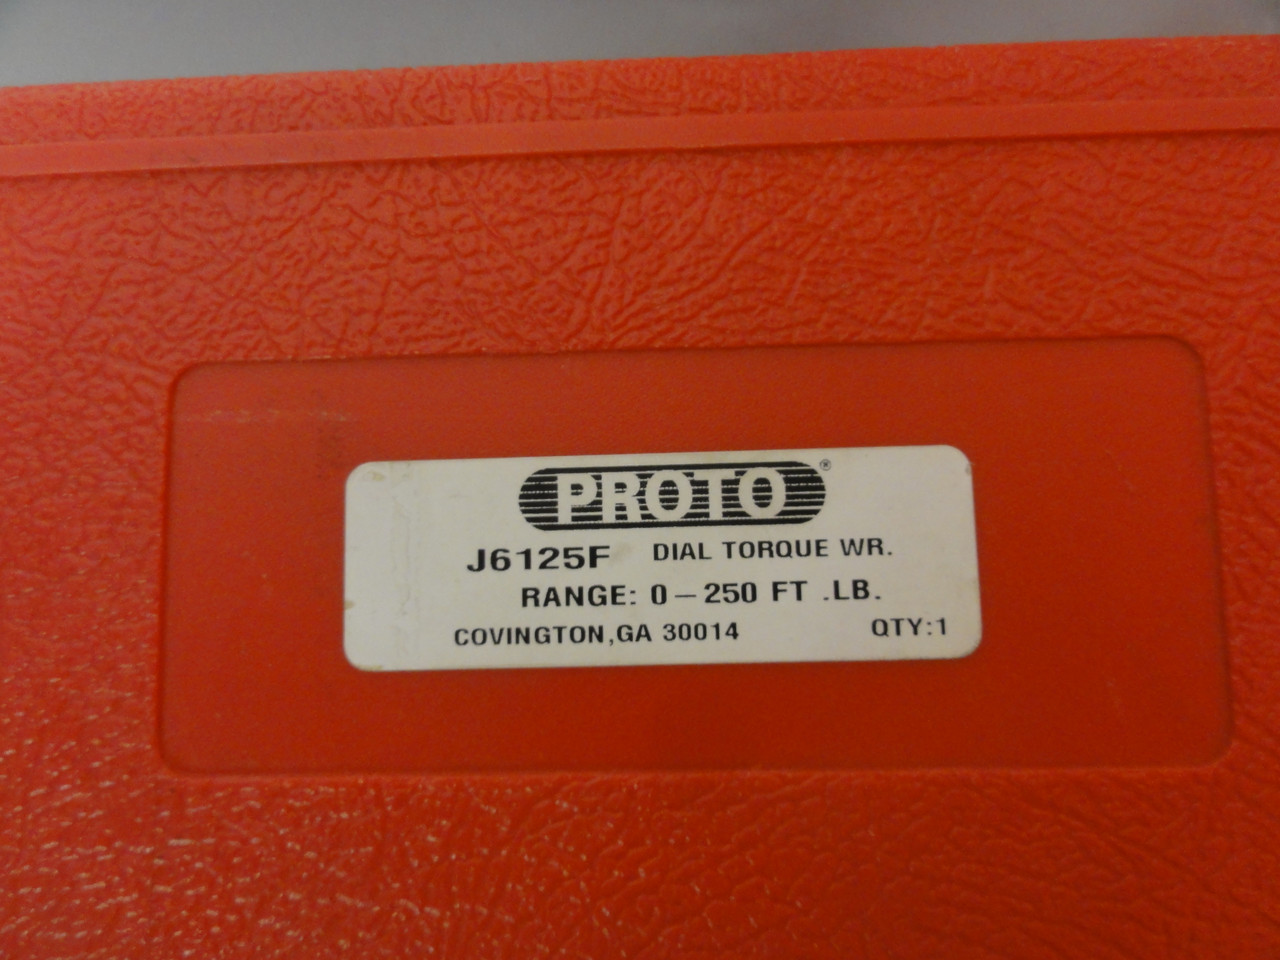 PROTO®
J6125F DIAL TORQUE WR.
RANGE: 0-250 FT .LB.
COVINGTON,GA 30014 QTY:1